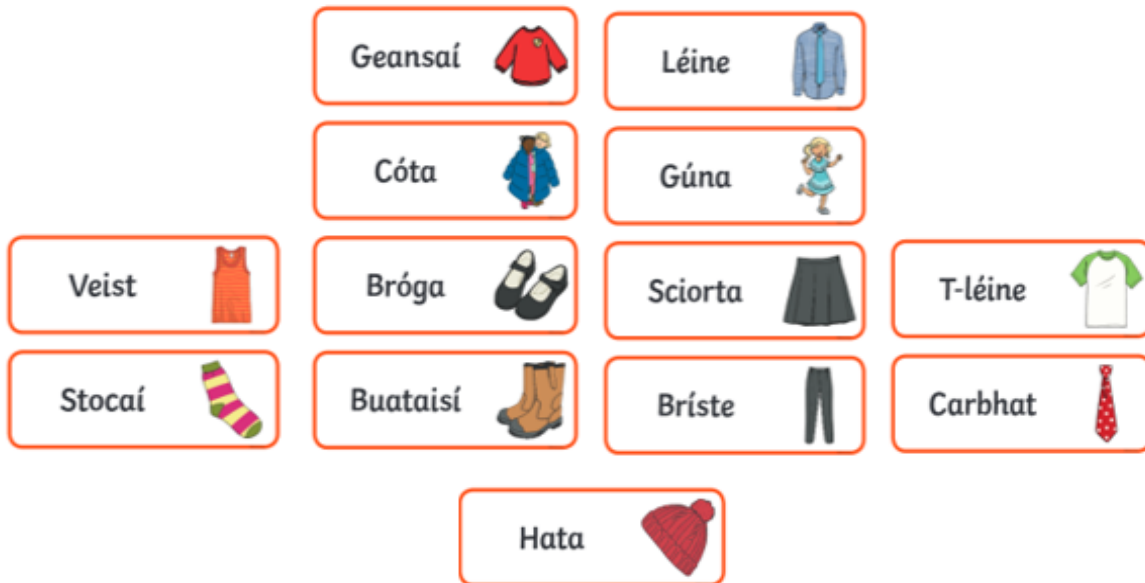 Geansaí
Léine
Cóta
Gúna
Veist
Bróga
Sciorta
T-léine
Stocaí
Buataisí
Bríste
Carbhat
Hata